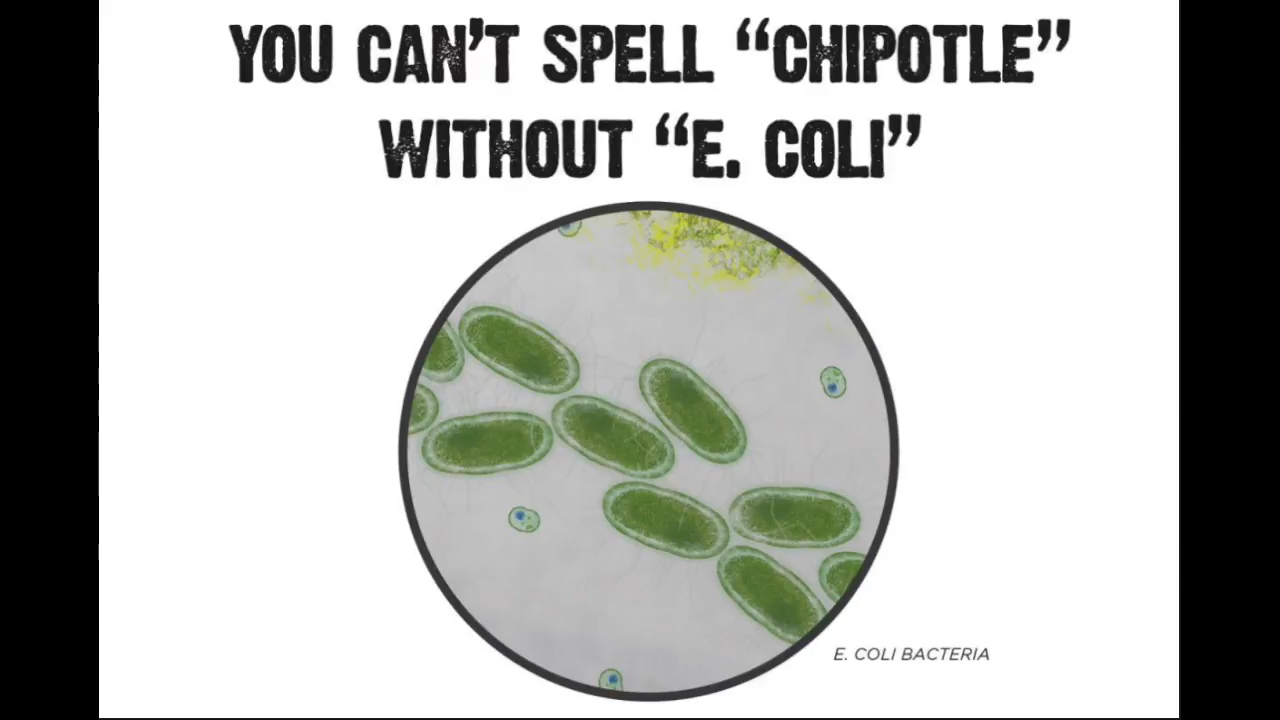 YOU CAN'T SPELL “CHIPOTLE”
WITHOUT “E. COLI”
E. COLI BACTERIA